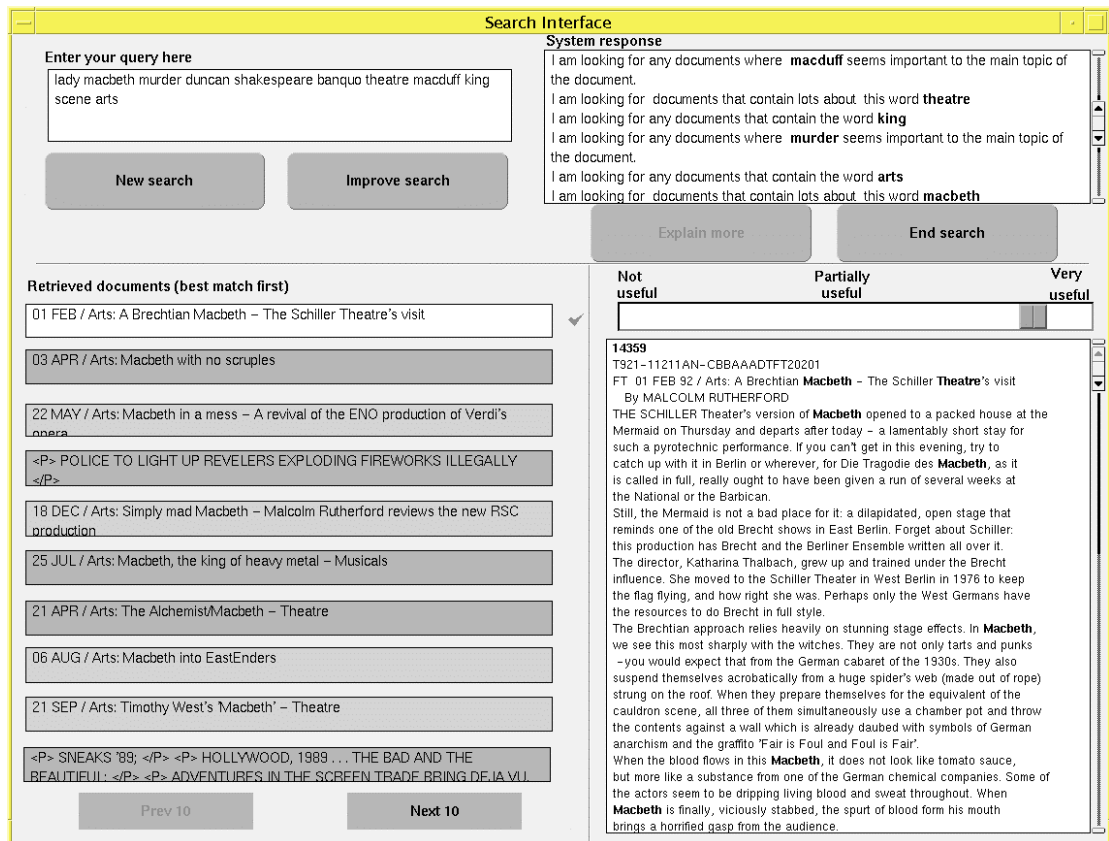 Search Interface
Enter your query here
lady macbeth murder duncan shakespeare banquo theatre macduff king
scene arts
New search
Improve search
System response
I am looking for any documents where macduff seems important to the main topic of
the document.
I am looking for documents that contain lots about this word theatre
I am looking for any documents that contain the word king
I am looking for any documents where murder seems important to the main topic of
the document.
I am looking for any documents that contain the word arts
I am looking for documents that contain lots about this word macbeth
Explain more
End search
Retrieved documents (best match first)
01 FEB / Arts: A Brechtian Macbeth – The Schiller Theatre's visit
03 APR / Arts: Macbeth with no scruples
22 MAY / Arts: Macbeth in a mess – A revival of the ENO production of Verdi's
opera
<P> POLICE TO LIGHT UP REVELERS EXPLODING FIREWORKS ILLEGALLY
</P>
18 DEC / Arts: Simply mad Macbeth – Malcolm Rutherford reviews the new RSC
production
25 JUL / Arts: Macbeth, the king of heavy metal – Musicals
21 APR / Arts: The Alchemist/Macbeth – Theatre
06 AUG / Arts: Macbeth into EastEnders
21 SEP / Arts: Timothy West's 'Macbeth' – Theatre
<P> SNEAKS '89; </P> <P> HOLLYWOOD, 1989 . . . THE BAD AND THE
BEAUTIFUL; </P> <P> ADVENTURES IN THE SCREEN TRADE BRING DEJA VU,
Prev 10
Next 10
Not
useful
Partially
useful
Very
useful
14359
T921–11211AN–CBBAAADTFT20201
FT 01 FEB 92 / Arts: A Brechtian Macbeth – The Schiller Theatre's visit
By MALCOLM RUTHERFORD
THE SCHILLER Theater's version of Macbeth opened to a packed house at the
Mermaid on Thursday and departs after today – a lamentably short stay for
such a pyrotechnic performance. If you can't get in this evening, try to
catch up with it in Berlin or wherever, for Die Tragodie des Macbeth, as it
is called in full, really ought to have been given a run of several weeks at
the National or the Barbican.
Still, the Mermaid is not a bad place for it: a dilapidated, open stage that
reminds one of the old Brecht shows in East Berlin. Forget about Schiller:
this production has Brecht and the Berliner Ensemble written all over it.
The director, Katharina Thalbach, grew up and trained under the Brecht
influence. She moved to the Schiller Theater in West Berlin in 1976 to keep
the flag flying, and how right she was. Perhaps only the West Germans have
the resources to do Brecht in full style.
The Brechtian approach relies heavily on stunning stage effects. In Macbeth,
we see this most sharply with the witches. They are not only tarts and punks
–you would expect that from the German cabaret of the 1930s. They also
suspend themselves acrobatically from a huge spider's web (made out of rope)
strung on the roof. When they prepare themselves for the equivalent of the
cauldron scene, all three of them simultaneously use a chamber pot and throw
the contents against a wall which is already daubed with symbols of German
anarchism and the graffito 'Fair is Foul and Foul is Fair'.
When the blood flows in this Macbeth, it does not look like tomato sauce,
but more like a substance from one of the German chemical companies. Some of
the actors seem to be dripping living blood and sweat throughout. When
Macbeth is finally, viciously stabbed, the spurt of blood form his mouth
brings a horrified gasp from the audience.